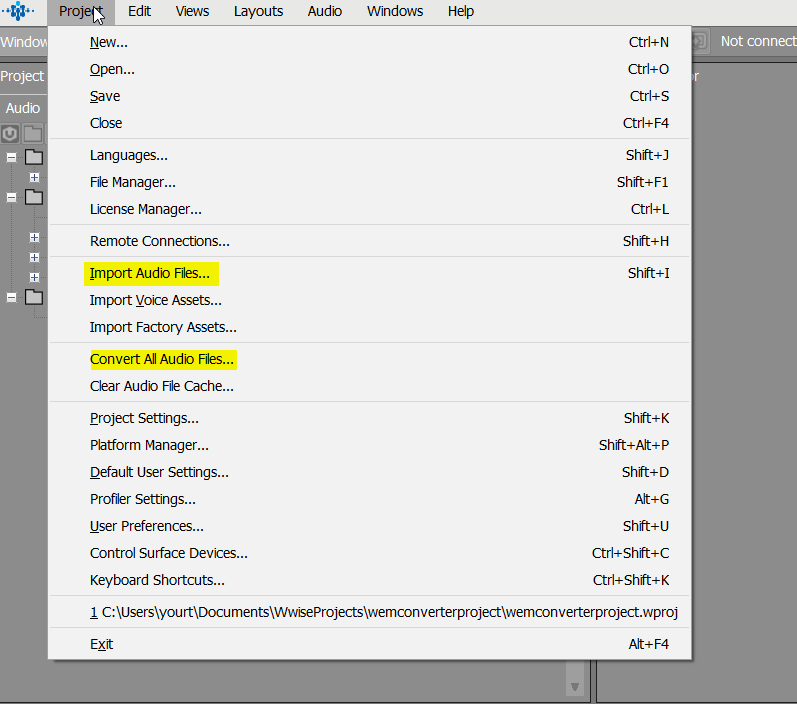 Project Edit Views Layouts Audio Windows Help
Window
Not connect
Project
or
Audio
New... Ctrl+N
Open... Ctrl+O
Save Ctrl+S
Close Ctrl+F4
Languages... Shift+J
File Manager... Shift+F1
License Manager... Ctrl+L
Remote Connections... Shift+H
Import Audio Files... Shift+I
Import Voice Assets...
Import Factory Assets...
Convert All Audio Files...
Clear Audio File Cache...
Project Settings... Shift+K
Platform Manager... Shift+Alt+P
Default User Settings... Shift+D
Profiler Settings... Alt+G
User Preferences... Shift+U
Control Surface Devices... Ctrl+Shift+C
Keyboard Shortcuts... Ctrl+Shift+K
1 C:\Users\yourt\Documents\WwiseProjects\wemconverterproject\wemconverterproject.wproj
Exit Alt+F4